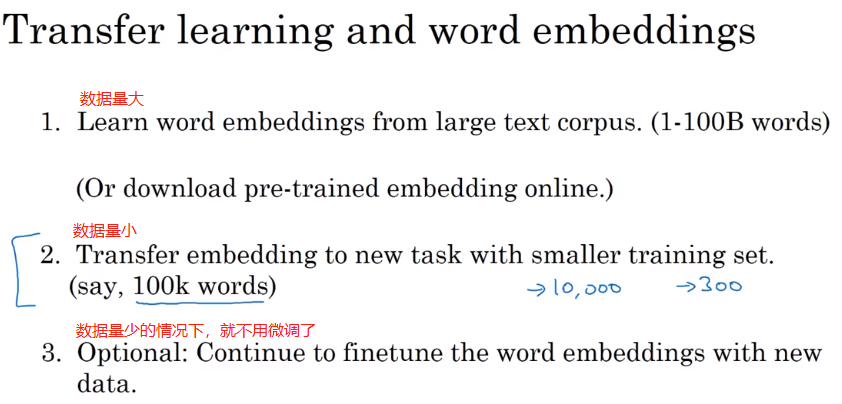 Transfer learning and word embeddings
数据量大
1. Learn word embeddings from large text corpus. (1-100B words)
(Or download pre-trained embedding online.)
数据量小
2. Transfer embedding to new task with smaller training set.
(say, 100k words) →10,000 →300
数据量少的情况下，就不用微调了
3. Optional: Continue to finetune the word embeddings with new
data.